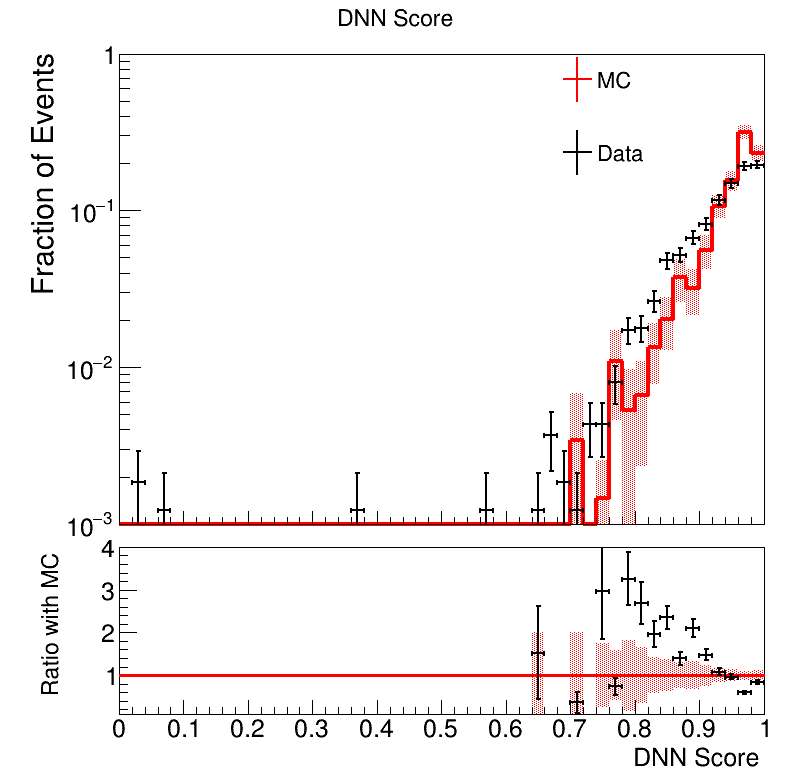 DNN Score
Fraction of Events
1
10⁻¹
10⁻²
10⁻³
MC
Data
Ratio with MC
4
3
2
1
0 0.1 0.2 0.3 0.4 0.5 0.6 0.7 0.8 0.9 1
DNN Score